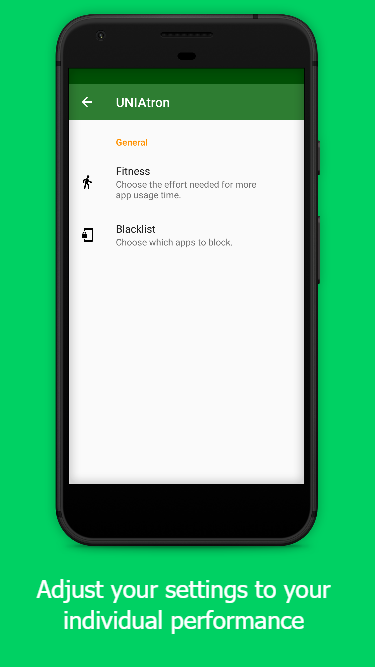 UNIAtron
General
Fitness
Choose the effort needed for more
app usage time.
Blacklist
Choose which apps to block.
Adjust your settings to your
individual performance